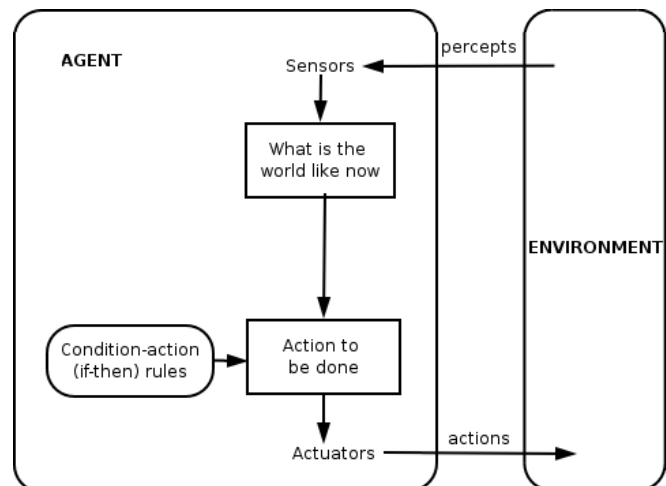 AGENT
percepts
Sensors
What is the
world like now
ENVIRONMENT
Condition-action
(if-then) rules
Action to
be done
actions
Actuators